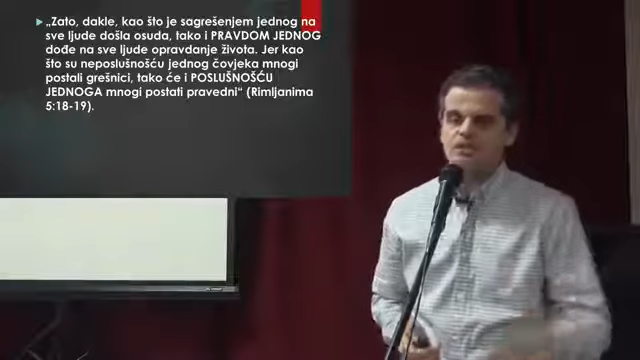 „Zato, dakle, kao što je sagrešenjem jednog na
sve ljude došla osuda, tako i PRAVDOM JEDNOG
dođe na sve ljude opravdanje života. Jer kao
što su neposlušnošću jednog čovjeka mnogi
postali grešnici, tako će i POSLUŠNOŠĆU
JEDNOGA mnogi postati pravedni“ (Rimljanima
5:18-19).